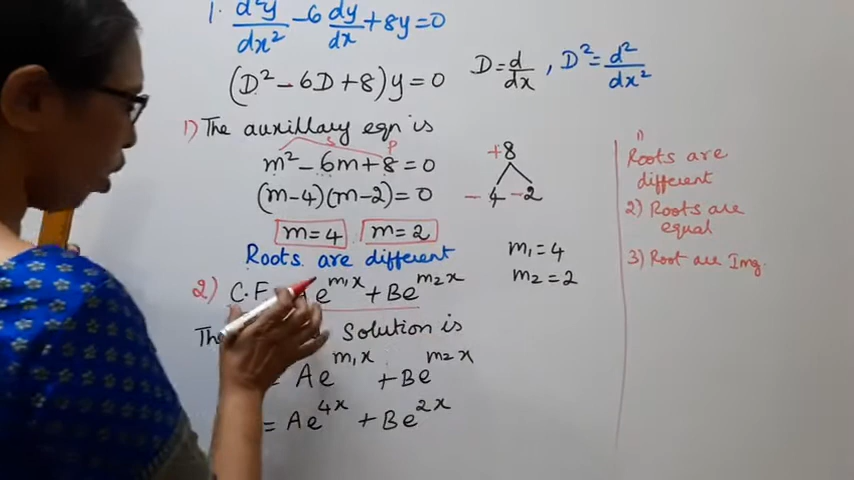 1. d²y/dx² - 6 dy/dx + 8y = 0
(D² - 6D + 8)y = 0 D = d/dx , D² = d²/dx²
1) The auxillary eqn is
S P
m² - 6m + 8 = 0
+8
(m-4)(m-2) = 0
- 4 - 2
m = 4 m = 2
Roots are different
m₁ = 4
m₂ = 2
2) C.F Ae^m₁x + Be^m₂x
The Solution is
= Ae^m₁x + Be^m₂x
= Ae^4x + Be^2x
1)
Roots are
different
2) Roots are
equal
3) Root are Img.